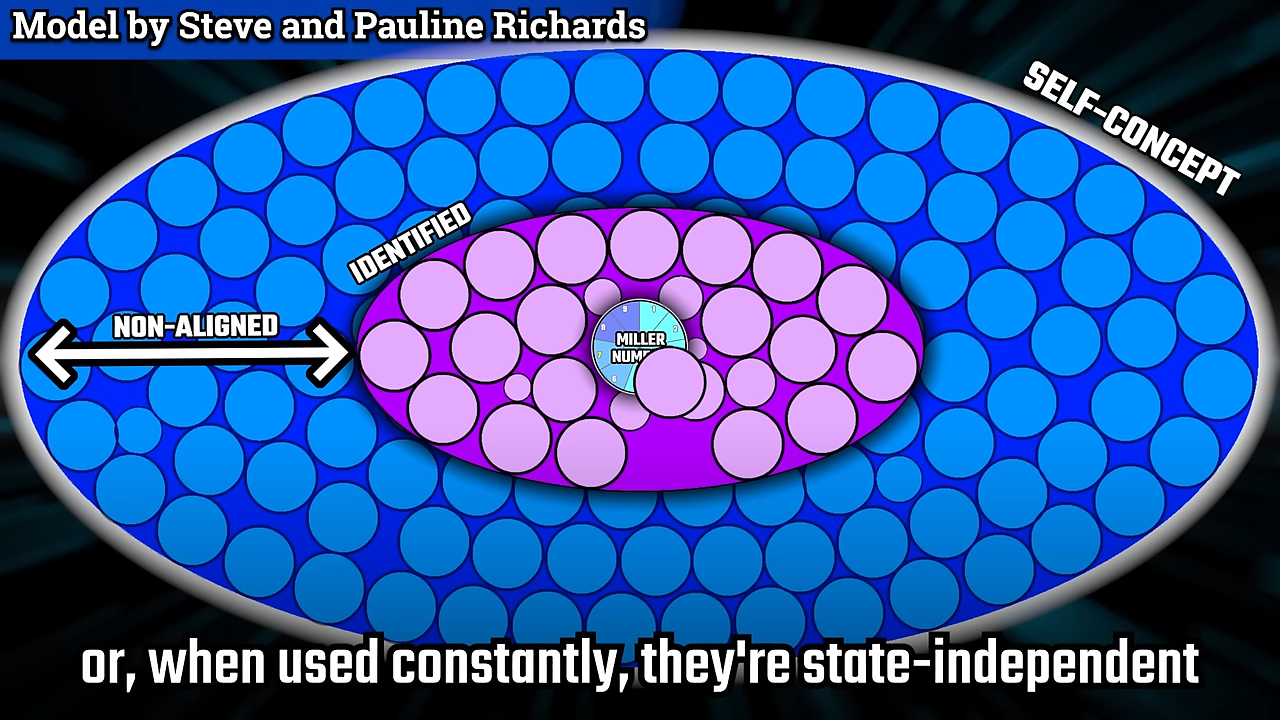 Model by Steve and Pauline Richards
SELF-CONCEPT
IDENTIFIED
NON-ALIGNED
MILLER
or, when used constantly, they're state-independent